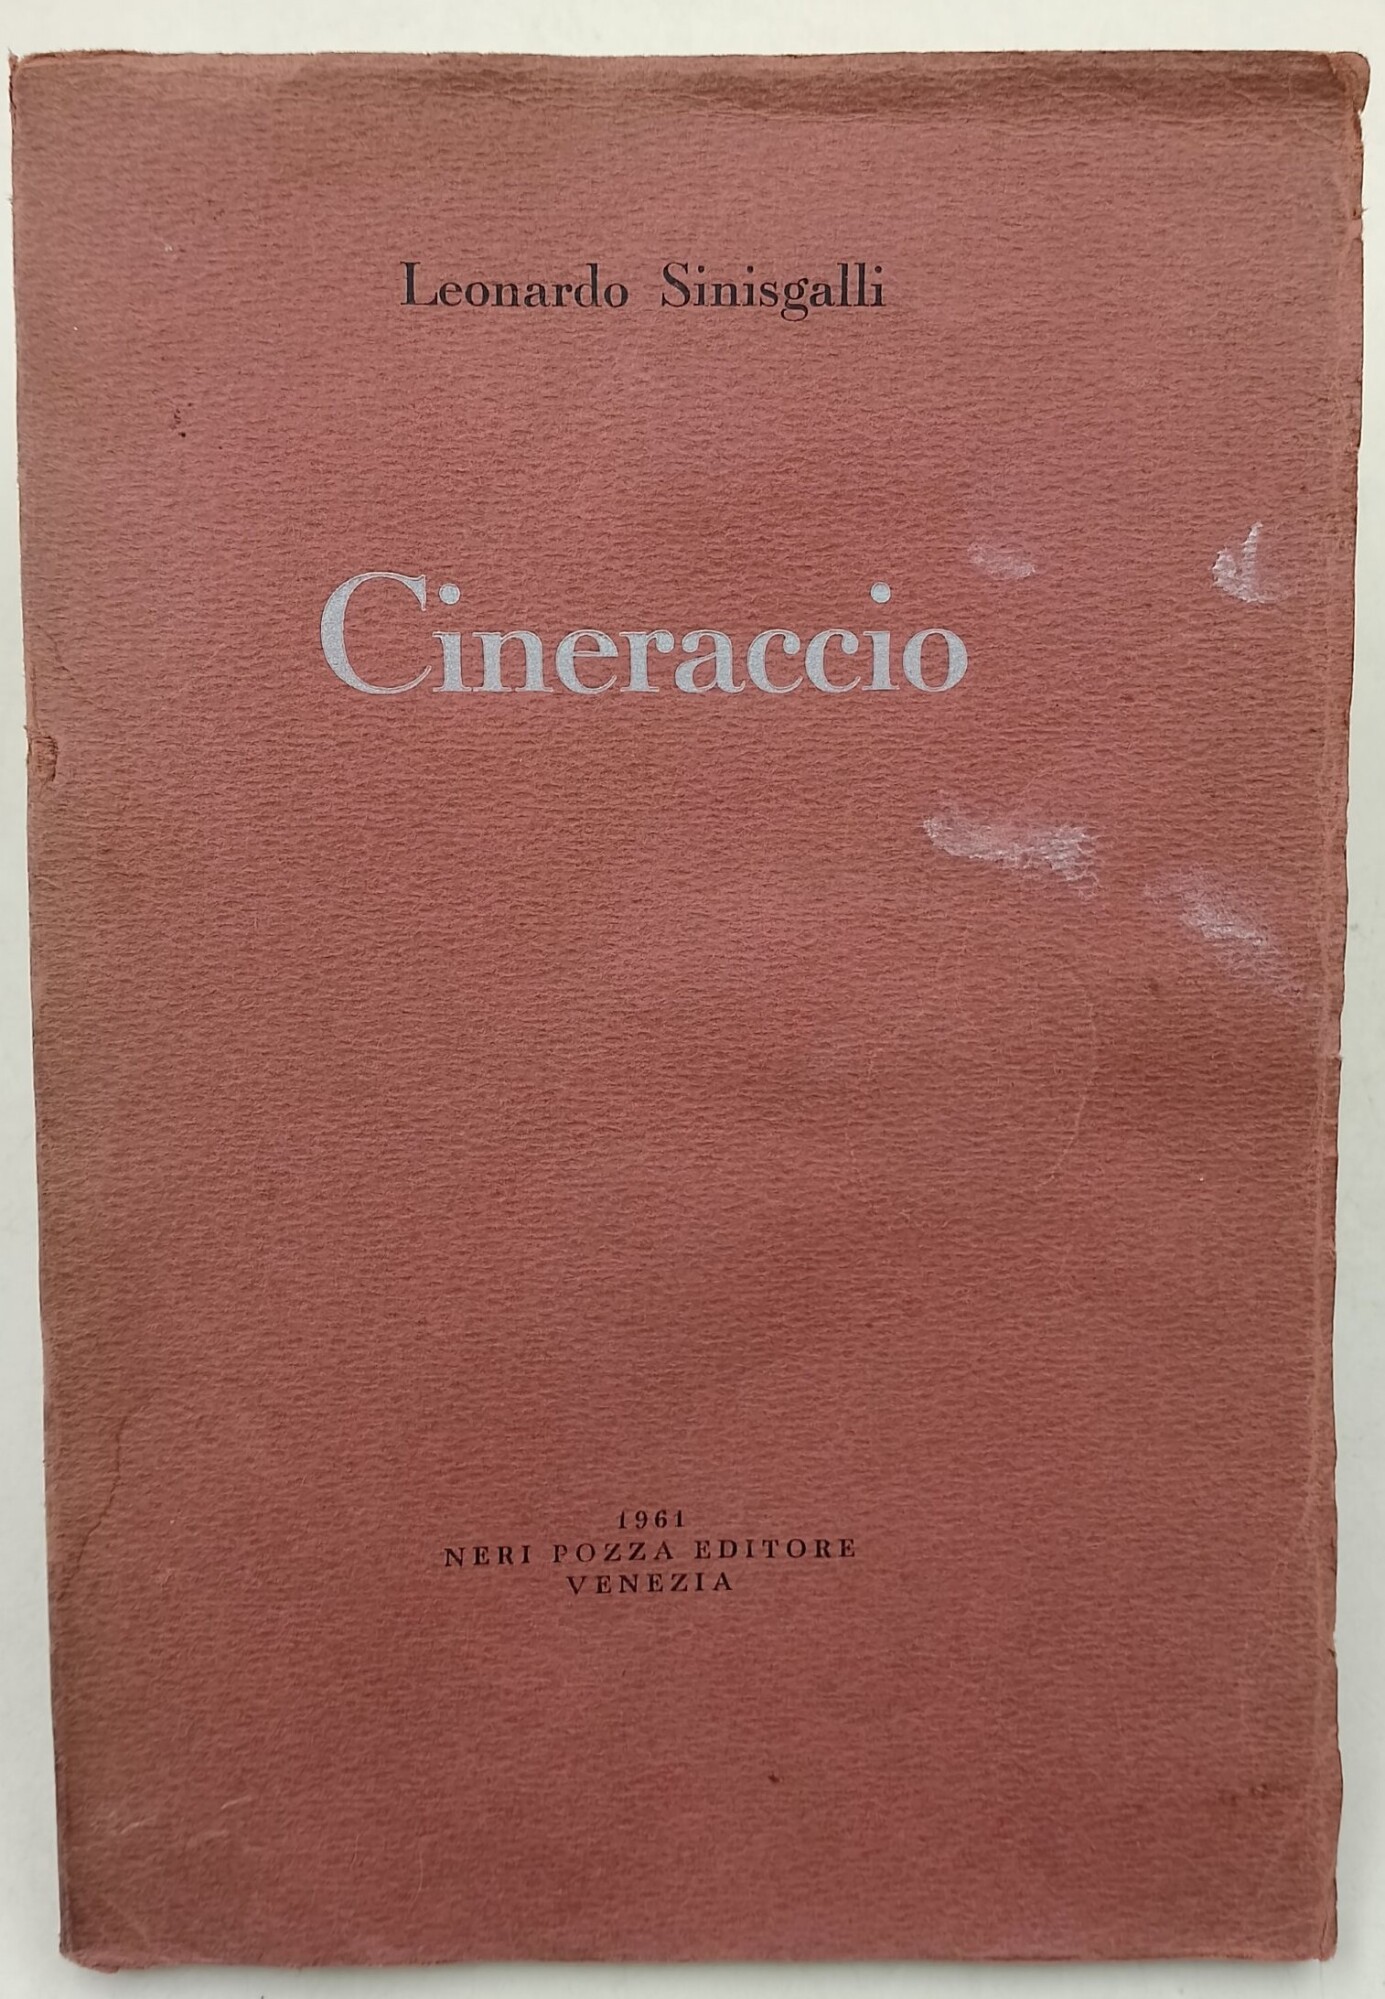 Leonardo Sinisgalli
Cineraccio
1961
NERI POZZA EDITORE
VENEZIA